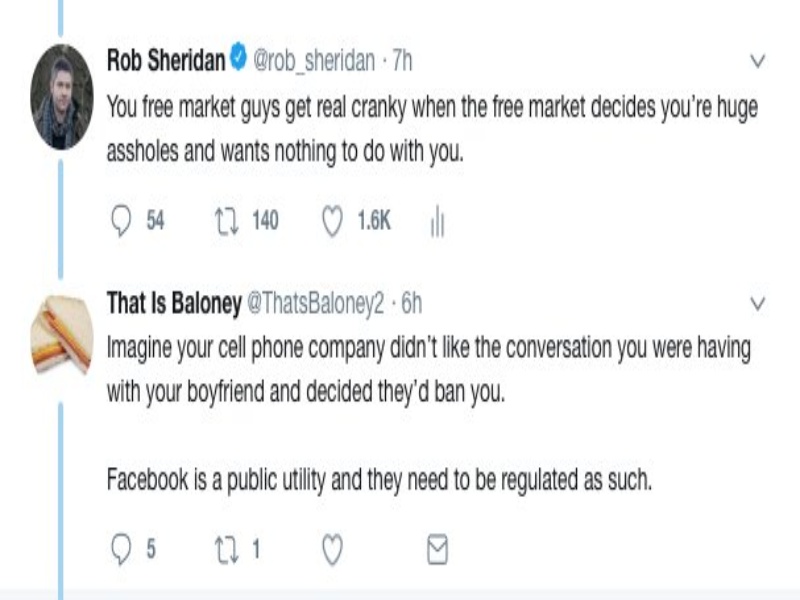 Rob Sheridan @rob_sheridan · 7h
You free market guys get real cranky when the free market decides you're huge
assholes and wants nothing to do with you.
54 140 1.6K
That Is Baloney @ThatsBaloney2 · 6h
Imagine your cell phone company didn't like the conversation you were having
with your boyfriend and decided they'd ban you.
Facebook is a public utility and they need to be regulated as such.
5 1